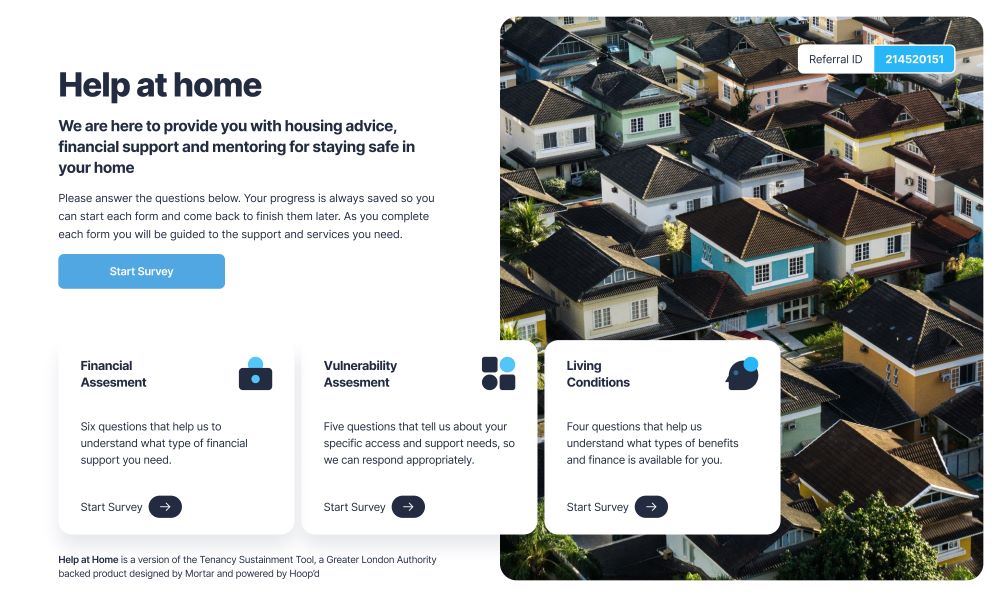 Referral ID 214520151
Help at home
We are here to provide you with housing advice,
financial support and mentoring for staying safe in
your home
Please answer the questions below. Your progress is always saved so you
can start each form and come back to finish them later. As you complete
each form you will be guided to the support and services you need.
Start Survey
Financial
Assesment
Six questions that help us to
understand what type of financial
support you need.
Start Survey
Vulnerability
Assesment
Five questions that tell us about your
specific access and support needs, so
we can respond appropriately.
Start Survey
Living
Conditions
Four questions that help us
understand what types of benefits
and finance is available for you.
Start Survey
Help at Home is a version of the Tenancy Sustainment Tool, a Greater London Authority
backed product designed by Mortar and powered by Hoop'd